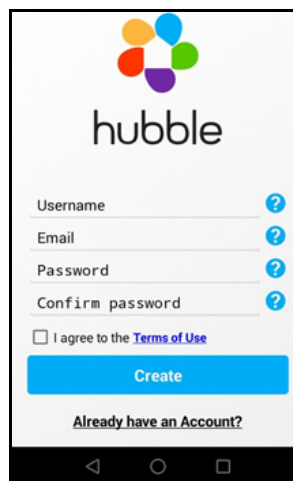 hubble
Username
Email
Password
Confirm password
I agree to the Terms of Use
Create
Already have an Account?